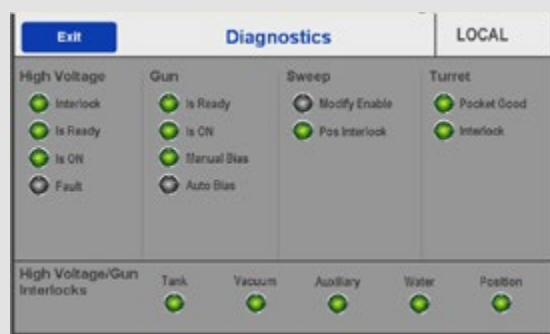 Exit
Diagnostics
LOCAL
High Voltage
Interlock
Is Ready
Is ON
Fault
Gun
Is Ready
Is ON
Manual Bias
Auto Bias
Sweep
Modify Enable
Pos Interlock
Turret
Pocket Good
Interlock
High Voltage/Gun
Interlocks
Tank
Vacuum
Auxiliary
Water
Position